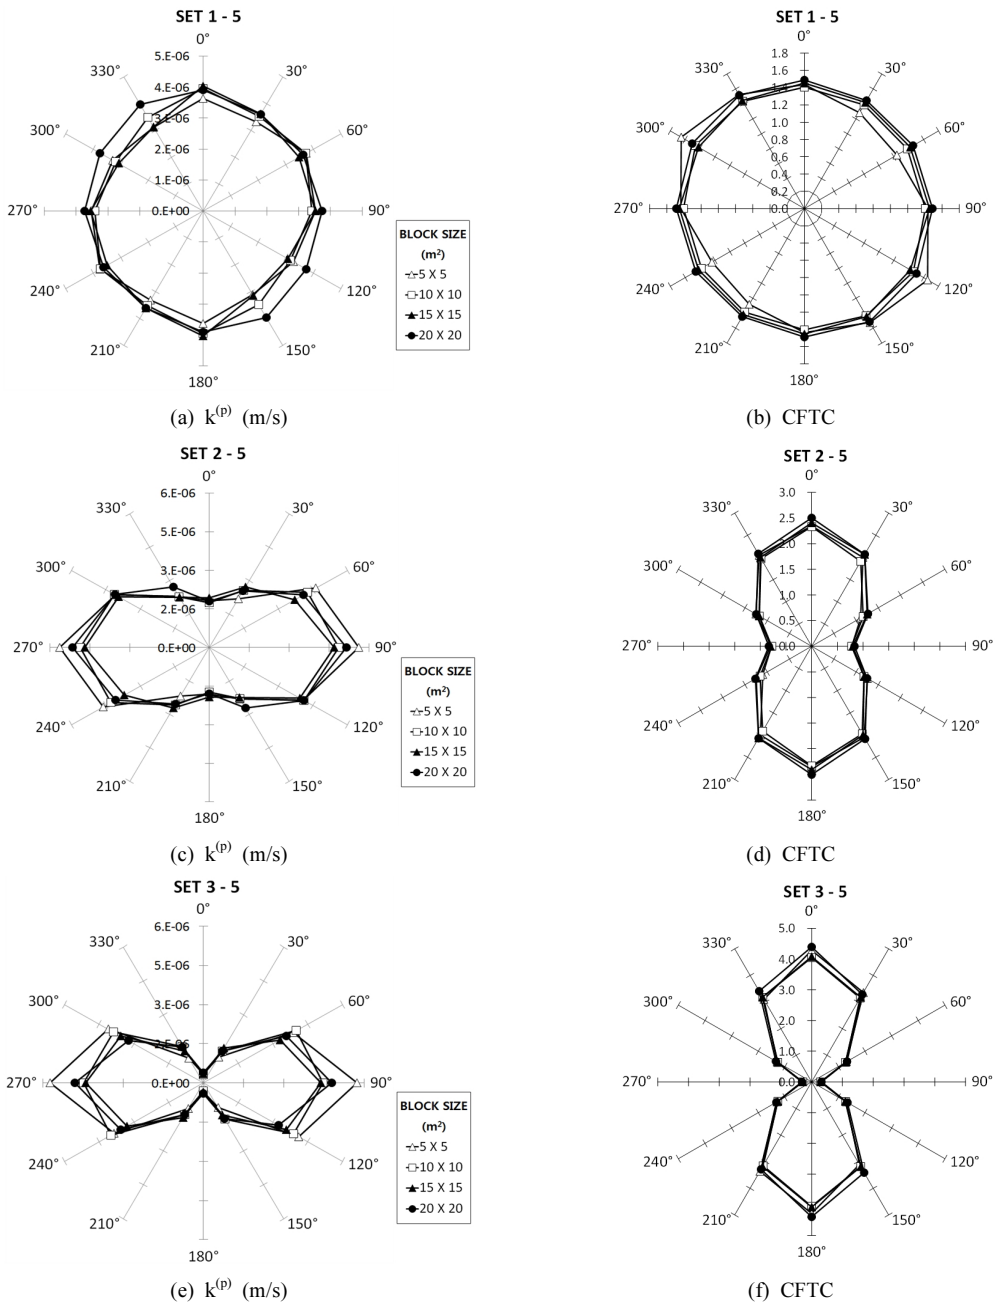 SET 1 - 5
0°
5.E-06
4.E-06
3.E-06
2.E-06
1.E-06
0.E+00
30°
60°
90°
120°
150°
180°
210°
240°
270°
300°
330°
BLOCK SIZE
(m²)
5 X 5
10 X 10
15 X 15
20 X 20
(a) k^(p) (m/s)
SET 1 - 5
0°
1.8
1.6
1.4
1.2
1.0
0.8
0.6
0.4
0.2
0.0
30°
60°
90°
120°
150°
180°
210°
240°
270°
300°
330°
(b) CFTC
SET 2 - 5
0°
6.E-06
5.E-06
3.E-06
2.E-06
0.E+00
30°
60°
90°
120°
150°
180°
210°
240°
270°
300°
330°
BLOCK SIZE
(m²)
5 X 5
10 X 10
15 X 15
20 X 20
(c) k^(p) (m/s)
SET 2 - 5
0°
3.0
2.5
2.0
1.5
1.0
0.5
0.0
30°
60°
90°
120°
150°
180°
210°
240°
270°
300°
330°
(d) CFTC
SET 3 - 5
0°
6.E-06
3.E-06
0.E+00
30°
60°
90°
120°
150°
180°
210°
240°
270°
300°
330°
BLOCK SIZE
(m²)
5 X 5
10 X 10
15 X 15
20 X 20
(e) k^(p) (m/s)
SET 3 - 5
0°
5.0
4.0
3.0
2.0
1.0
0.0
30°
60°
90°
120°
150°
180°
210°
240°
270°
300°
330°
(f) CFTC